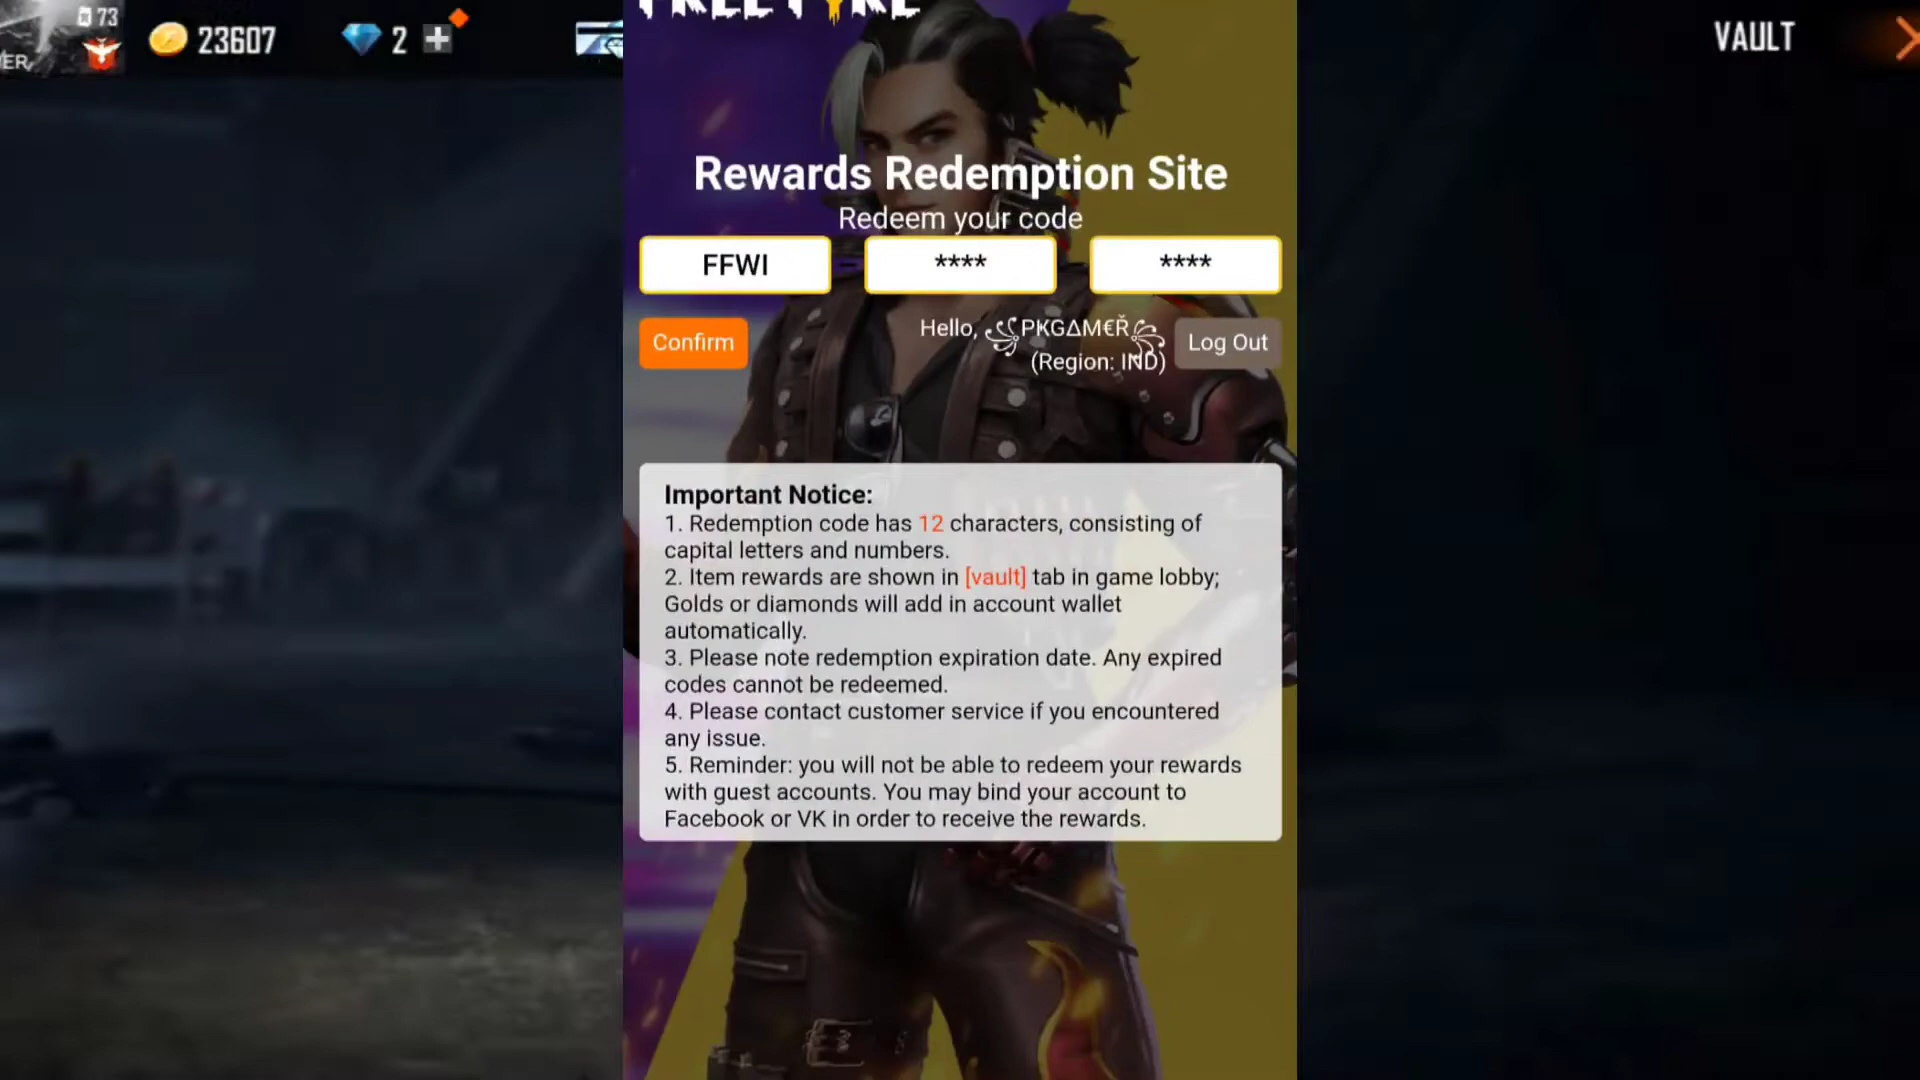 73
ER
23607
2
VAULT
FREE FIRE
Rewards Redemption Site
Redeem your code
FFWI
****
****
Confirm
Hello, ꧁PKGΔM€Ř꧂
(Region: IND)
Log Out
Important Notice:
1. Redemption code has 12 characters, consisting of
capital letters and numbers.
2. Item rewards are shown in [vault] tab in game lobby;
Golds or diamonds will add in account wallet
automatically.
3. Please note redemption expiration date. Any expired
codes cannot be redeemed.
4. Please contact customer service if you encountered
any issue.
5. Reminder: you will not be able to redeem your rewards
with guest accounts. You may bind your account to
Facebook or VK in order to receive the rewards.